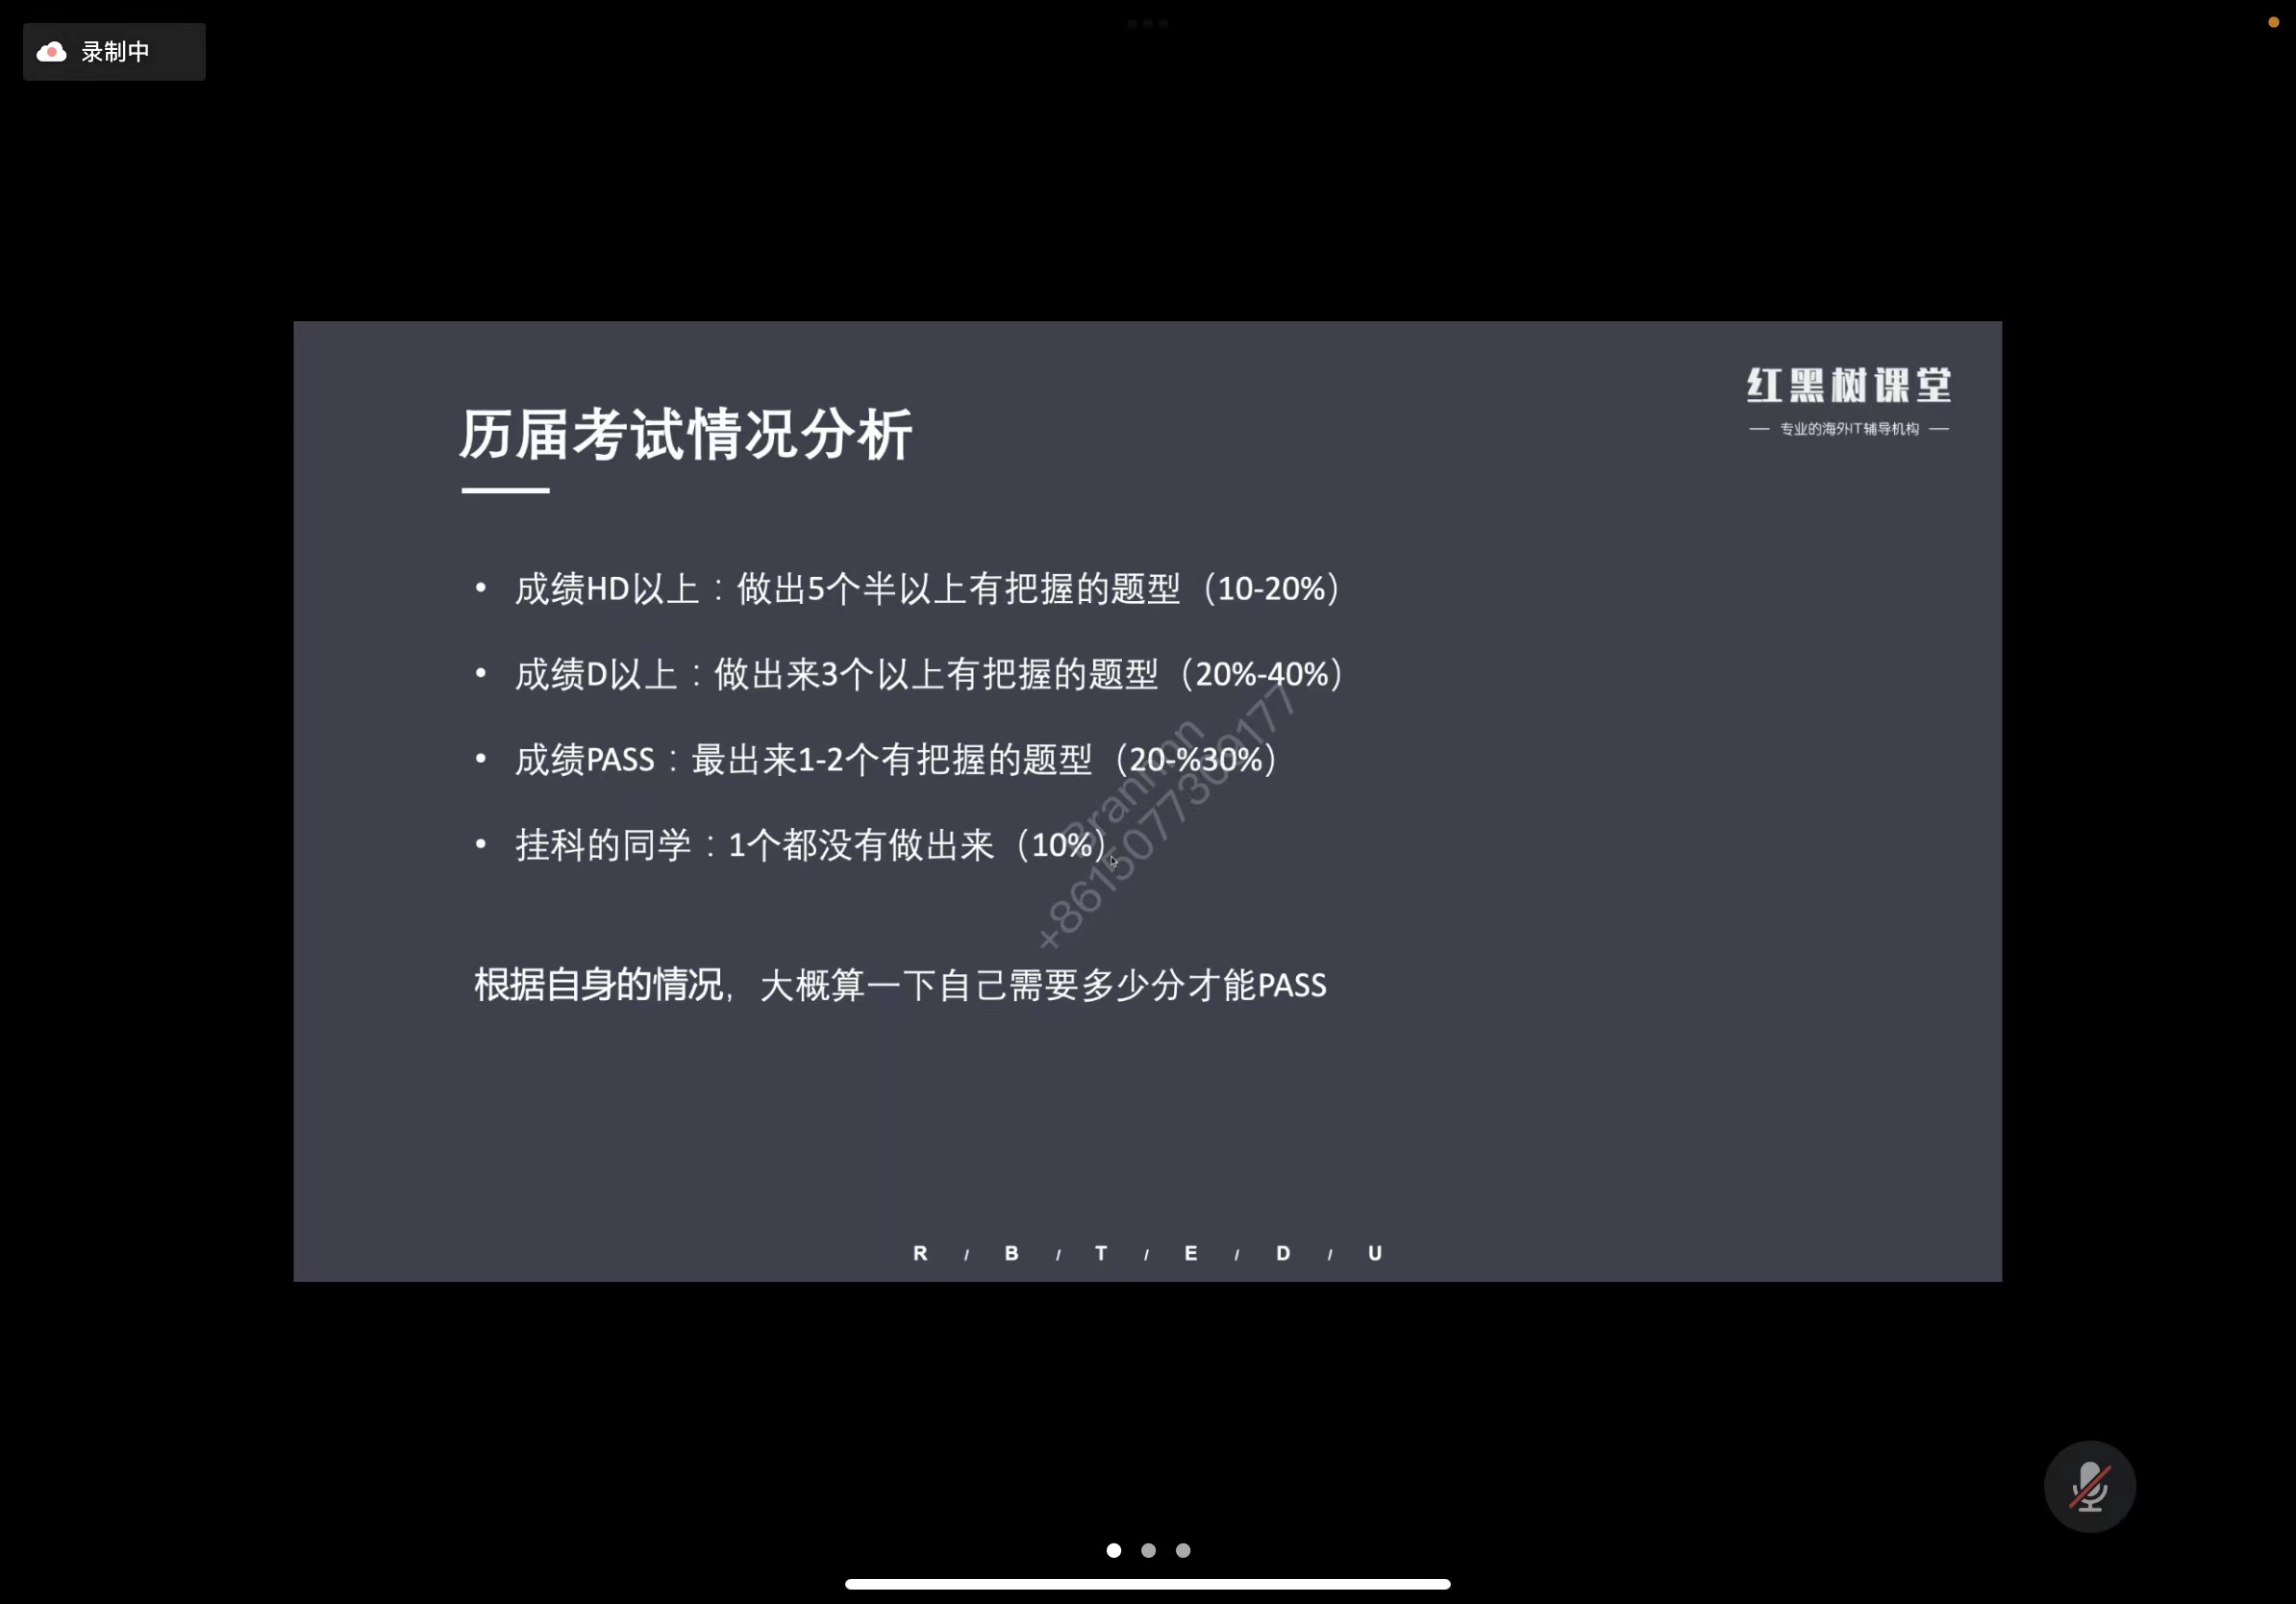 录制中
红黑树课堂
— 专业的海外IT辅导机构 —
历届考试情况分析
• 成绩HD以上：做出5个半以上有把握的题型（10-20%）
• 成绩D以上：做出来3个以上有把握的题型（20%-40%）
• 成绩PASS：最出来1-2个有把握的题型（20-%30%）
• 挂科的同学：1个都没有做出来（10%）
根据自身的情况，大概算一下自己需要多少分才能PASS
R / B / T / E / D / U